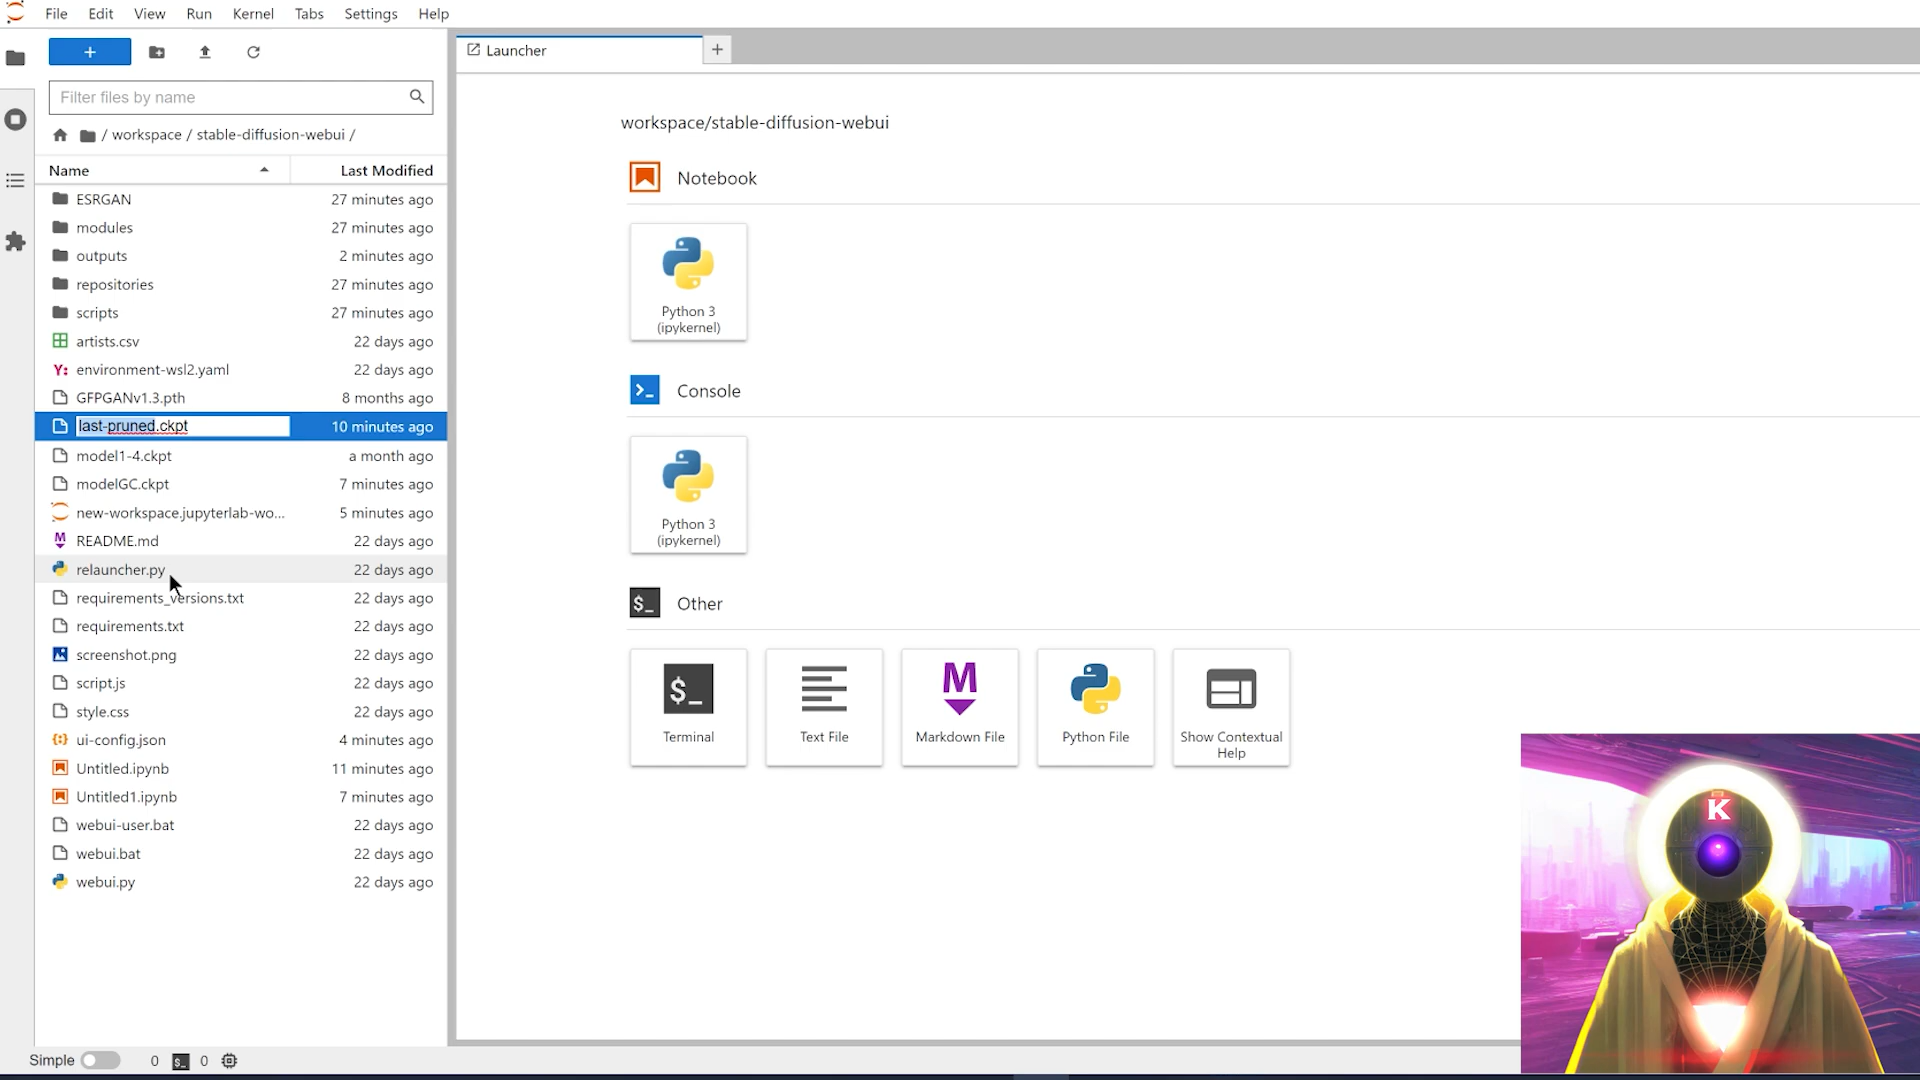 File Edit View Run Kernel Tabs Settings Help
+
Launcher +
Filter files by name
/ workspace / stable-diffusion-webui /
Name Last Modified
ESRGAN 27 minutes ago
modules 27 minutes ago
outputs 2 minutes ago
repositories 27 minutes ago
scripts 27 minutes ago
artists.csv 22 days ago
Y: environment-wsl2.yaml 22 days ago
GFPGANv1.3.pth 8 months ago
last-pruned.ckpt 10 minutes ago
model1-4.ckpt a month ago
modelGC.ckpt 7 minutes ago
new-workspace.jupyterlab-wo... 5 minutes ago
M README.md 22 days ago
relauncher.py 22 days ago
requirements_versions.txt 22 days ago
requirements.txt 22 days ago
screenshot.png 22 days ago
script.js 22 days ago
style.css 22 days ago
ui-config.json 4 minutes ago
Untitled.ipynb 11 minutes ago
Untitled1.ipynb 7 minutes ago
webui-user.bat 22 days ago
webui.bat 22 days ago
webui.py 22 days ago
Simple 0 $_ 0
workspace/stable-diffusion-webui
Notebook
Python 3
(ipykernel)
>_ Console
Python 3
(ipykernel)
$_ Other
$_
Terminal
Text File
M
Markdown File
Python File
Show Contextual
Help
K